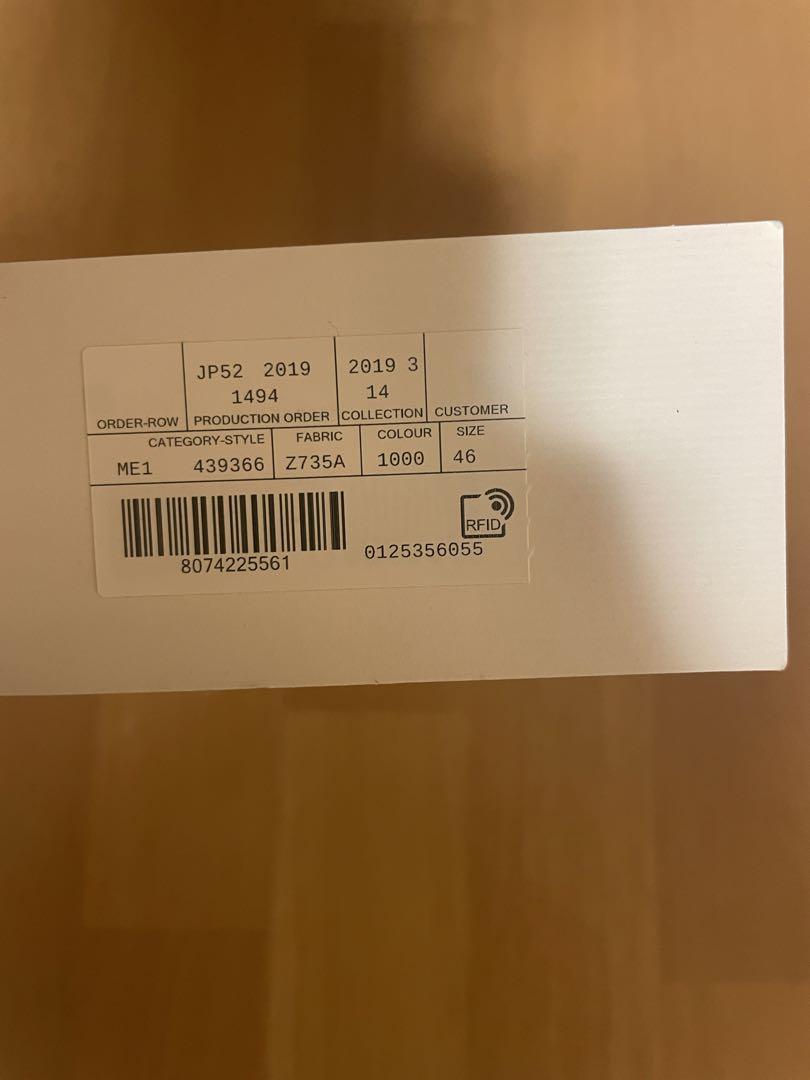 JP52 2019
1494
2019 3
14
ORDER-ROW PRODUCTION ORDER COLLECTION CUSTOMER
CATEGORY-STYLE FABRIC COLOUR SIZE
ME1 439366 Z735A 1000 46
RFID
8074225561 0125356055